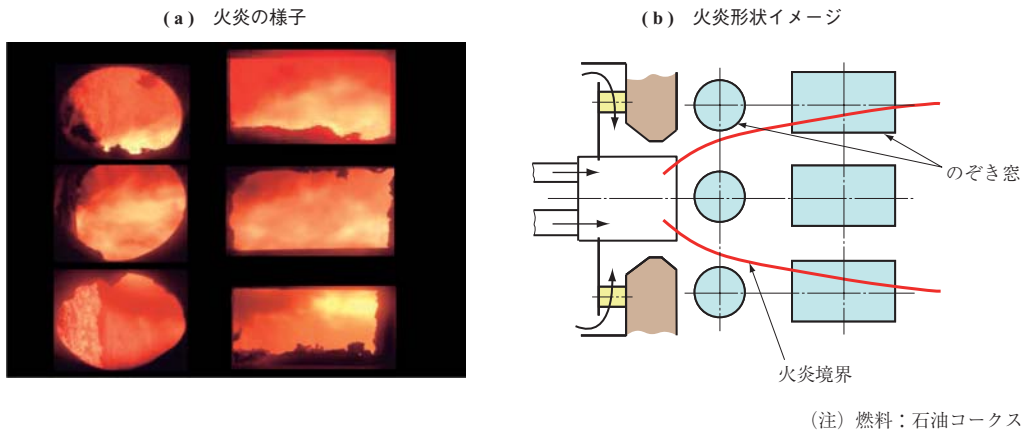 (a) 火炎の様子
(b) 火炎形状イメージ
のぞき窓
火炎境界
(注) 燃料：石油コークス